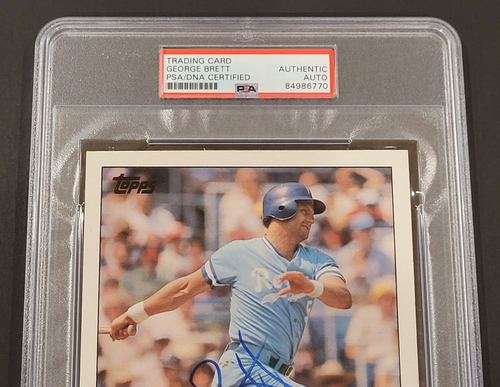 TRADING CARD
GEORGE BRETT
PSA/DNA CERTIFIED
AUTHENTIC
AUTO
84986770
PSA
Topps